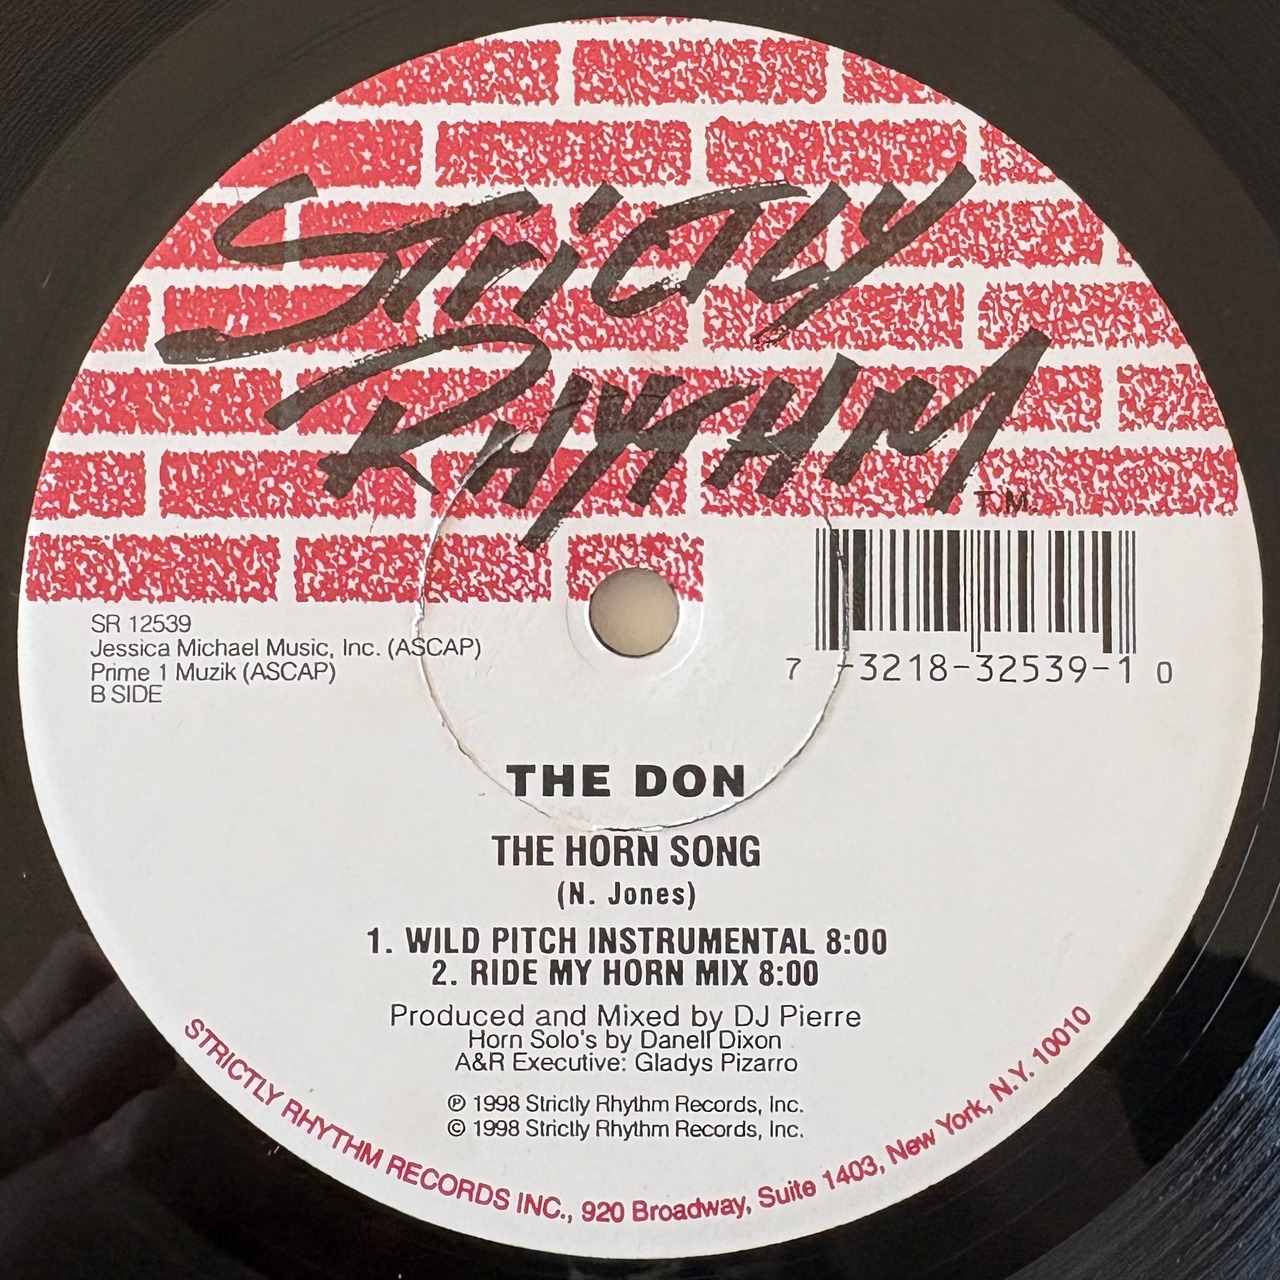 Strictly
Rhythm
T.M.
SR 12539
Jessica Michael Music, Inc. (ASCAP)
Prime 1 Muzik (ASCAP)
B SIDE
7 -3218-32539-1 0
THE DON
THE HORN SONG
(N. Jones)
1. WILD PITCH INSTRUMENTAL 8:00
2. RIDE MY HORN MIX 8:00
Produced and Mixed by DJ Pierre
Horn Solo's by Danell Dixon
A&R Executive: Gladys Pizarro
℗ 1998 Strictly Rhythm Records, Inc.
© 1998 Strictly Rhythm Records, Inc.
STRICTLY RHYTHM RECORDS INC., 920 Broadway, Suite 1403, New York, N.Y. 10010